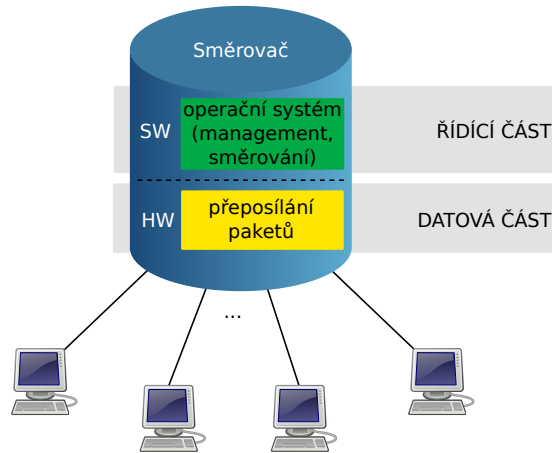 Směrovač
SW
operační systém
(management,
směrování)
ŘÍDÍCÍ ČÁST
HW
přeposílání
paketů
DATOVÁ ČÁST
...